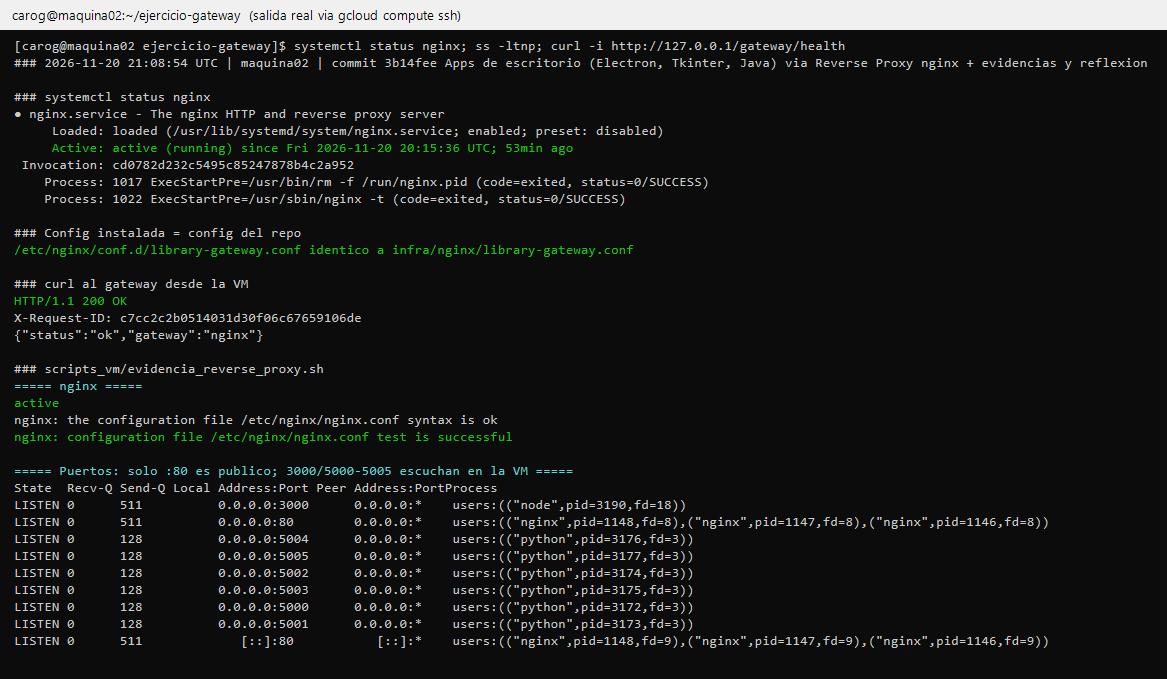 carog@maquina02:~/ejercicio-gateway  (salida real via gcloud compute ssh)
[carog@maquina02 ejercicio-gateway]$ systemctl status nginx; ss -ltnp; curl -i http://127.0.0.1/gateway/health
### 2026-11-20 21:08:54 UTC | maquina02 | commit 3b14fee Apps de escritorio (Electron, Tkinter, Java) via Reverse Proxy nginx + evidencias y reflexion
### systemctl status nginx
● nginx.service - The nginx HTTP and reverse proxy server
     Loaded: loaded (/usr/lib/systemd/system/nginx.service; enabled; preset: disabled)
     Active: active (running) since Fri 2026-11-20 20:15:36 UTC; 53min ago
 Invocation: cd0782d232c5495c85247878b4c2a952
    Process: 1017 ExecStartPre=/usr/bin/rm -f /run/nginx.pid (code=exited, status=0/SUCCESS)
    Process: 1022 ExecStartPre=/usr/sbin/nginx -t (code=exited, status=0/SUCCESS)
### Config instalada = config del repo
/etc/nginx/conf.d/library-gateway.conf identico a infra/nginx/library-gateway.conf
### curl al gateway desde la VM
HTTP/1.1 200 OK
X-Request-ID: c7cc2c2b0514031d30f06c67659106de
{"status":"ok","gateway":"nginx"}
### scripts_vm/evidencia_reverse_proxy.sh
===== nginx =====
active
nginx: the configuration file /etc/nginx/nginx.conf syntax is ok
nginx: configuration file /etc/nginx/nginx.conf test is successful
===== Puertos: solo :80 es publico; 3000/5000-5005 escuchan en la VM =====
State  Recv-Q Send-Q Local Address:Port Peer Address:PortProcess
LISTEN 0      511          0.0.0.0:3000      0.0.0.0:*    users:(("node",pid=3190,fd=18))
LISTEN 0      511          0.0.0.0:80        0.0.0.0:*    users:(("nginx",pid=1148,fd=8),("nginx",pid=1147,fd=8),("nginx",pid=1146,fd=8))
LISTEN 0      128          0.0.0.0:5004      0.0.0.0:*    users:(("python",pid=3176,fd=3))
LISTEN 0      128          0.0.0.0:5005      0.0.0.0:*    users:(("python",pid=3177,fd=3))
LISTEN 0      128          0.0.0.0:5002      0.0.0.0:*    users:(("python",pid=3174,fd=3))
LISTEN 0      128          0.0.0.0:5003      0.0.0.0:*    users:(("python",pid=3175,fd=3))
LISTEN 0      128          0.0.0.0:5000      0.0.0.0:*    users:(("python",pid=3172,fd=3))
LISTEN 0      128          0.0.0.0:5001      0.0.0.0:*    users:(("python",pid=3173,fd=3))
LISTEN 0      511             [::]:80           [::]:*    users:(("nginx",pid=1148,fd=9),("nginx",pid=1147,fd=9),("nginx",pid=1146,fd=9))